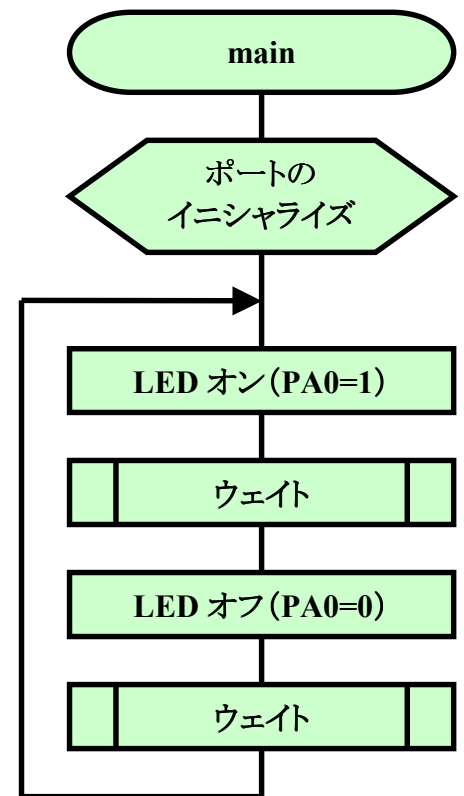 main
ポートの
イニシャライズ
LED オン(PA0=1)
ウェイト
LED オフ(PA0=0)
ウェイト